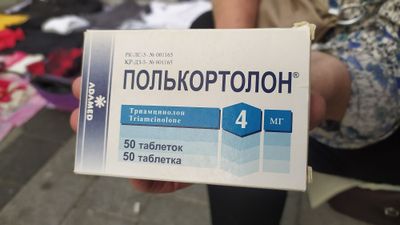 РК-ЛС-5- № 001165
КР-ДЗ-5- № 001165
ПОЛЬКОРТОЛОН®
Триамцинолон
Triamcinolone
4 МГ
50 таблеток
50 таблетка
ADAMED